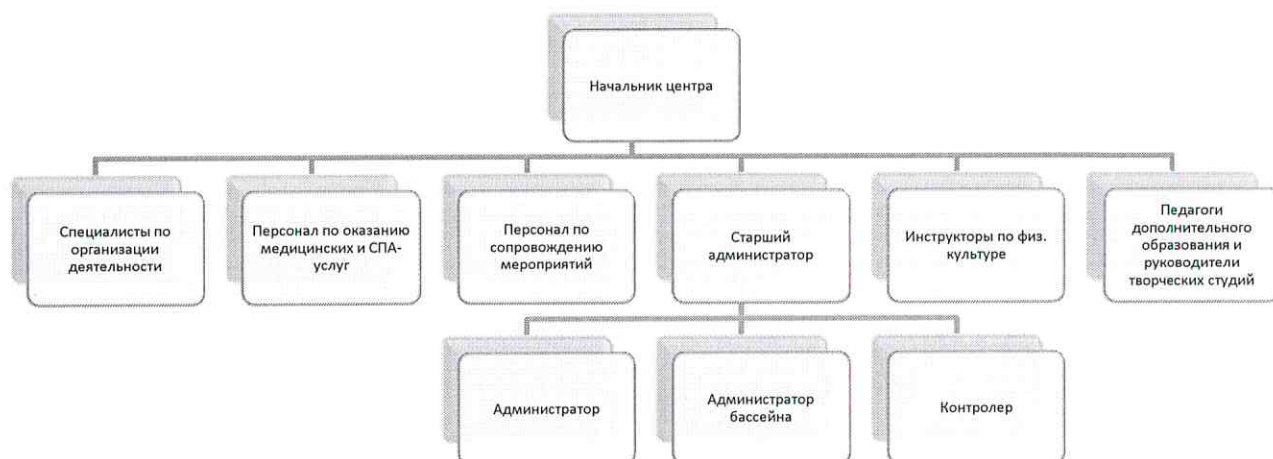 Начальник центра
Специалисты по
организации
деятельности
Персонал по оказанию
медицинских и СПА-
услуг
Персонал по
сопровождению
мероприятий
Старший
администратор
Инструкторы по физ.
культуре
Педагоги
дополнительного
образования и
руководители
творческих студий
Администратор
Администратор
бассейна
Контролер